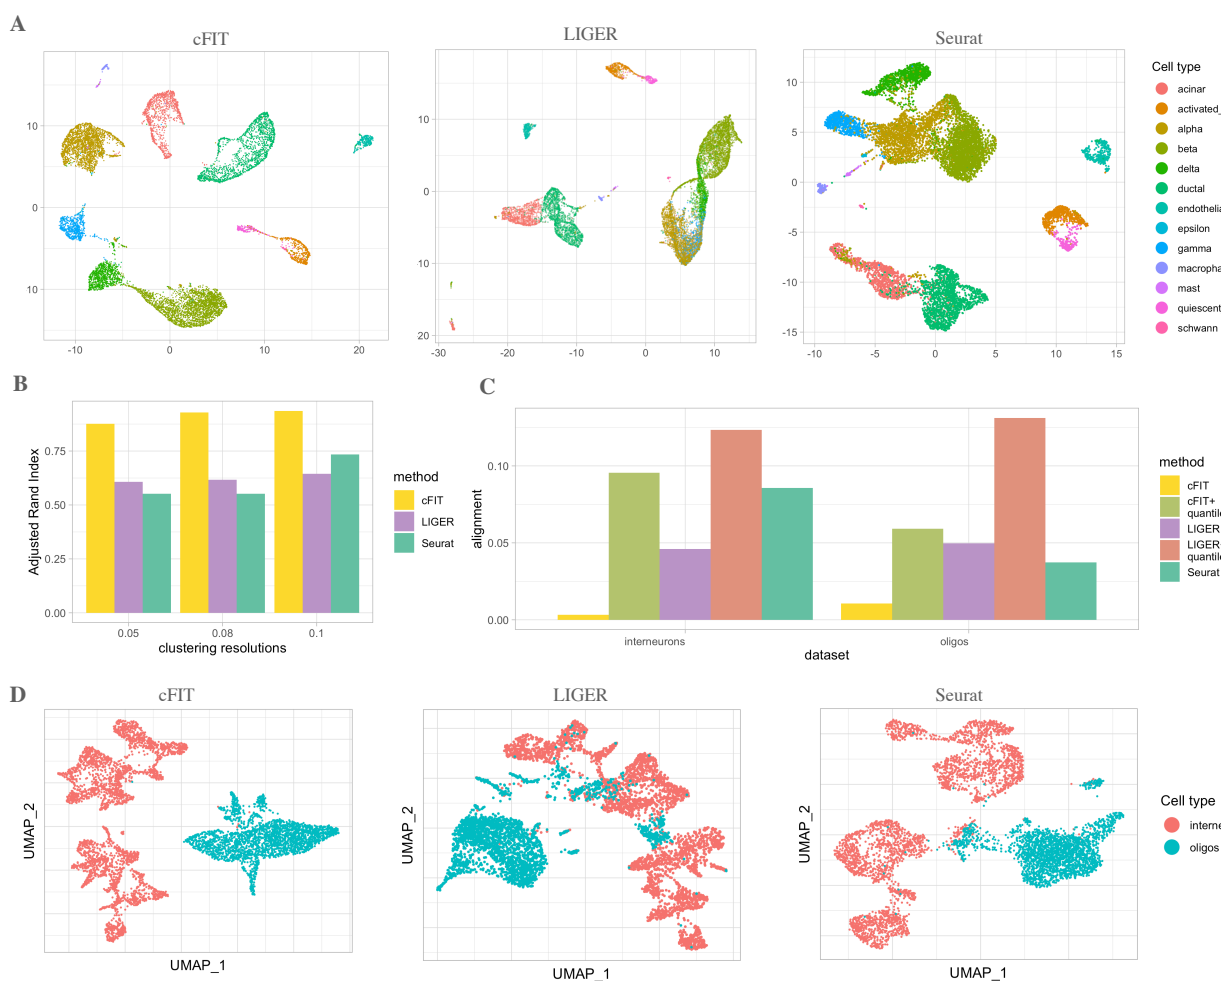 A
cFIT
LIGER
Seurat
10
0
10
-10
0
10
20
10
0
10
20
-30
-20
-10
0
10
10
5
0
-5
-10
-15
-10
-5
0
5
10
15
Cell type
acinar
activated_
alpha
beta
delta
ductal
endothelia
epsilon
gamma
macropha
mast
quiescent
schwann
B
Adjusted Rand Index
0.75
0.50
0.25
0.00
0.05
0.08
0.1
clustering resolutions
method
cFIT
LIGER
Seurat
C
alignment
0.10
0.05
0.00
interneurons
oligos
dataset
method
cFIT
cFIT+
quantile
LIGER
LIGER
quantile
Seurat
D
cFIT
LIGER
Seurat
UMAP_2
UMAP_1
UMAP_2
UMAP_1
UMAP_2
UMAP_1
Cell type
interne
oligos